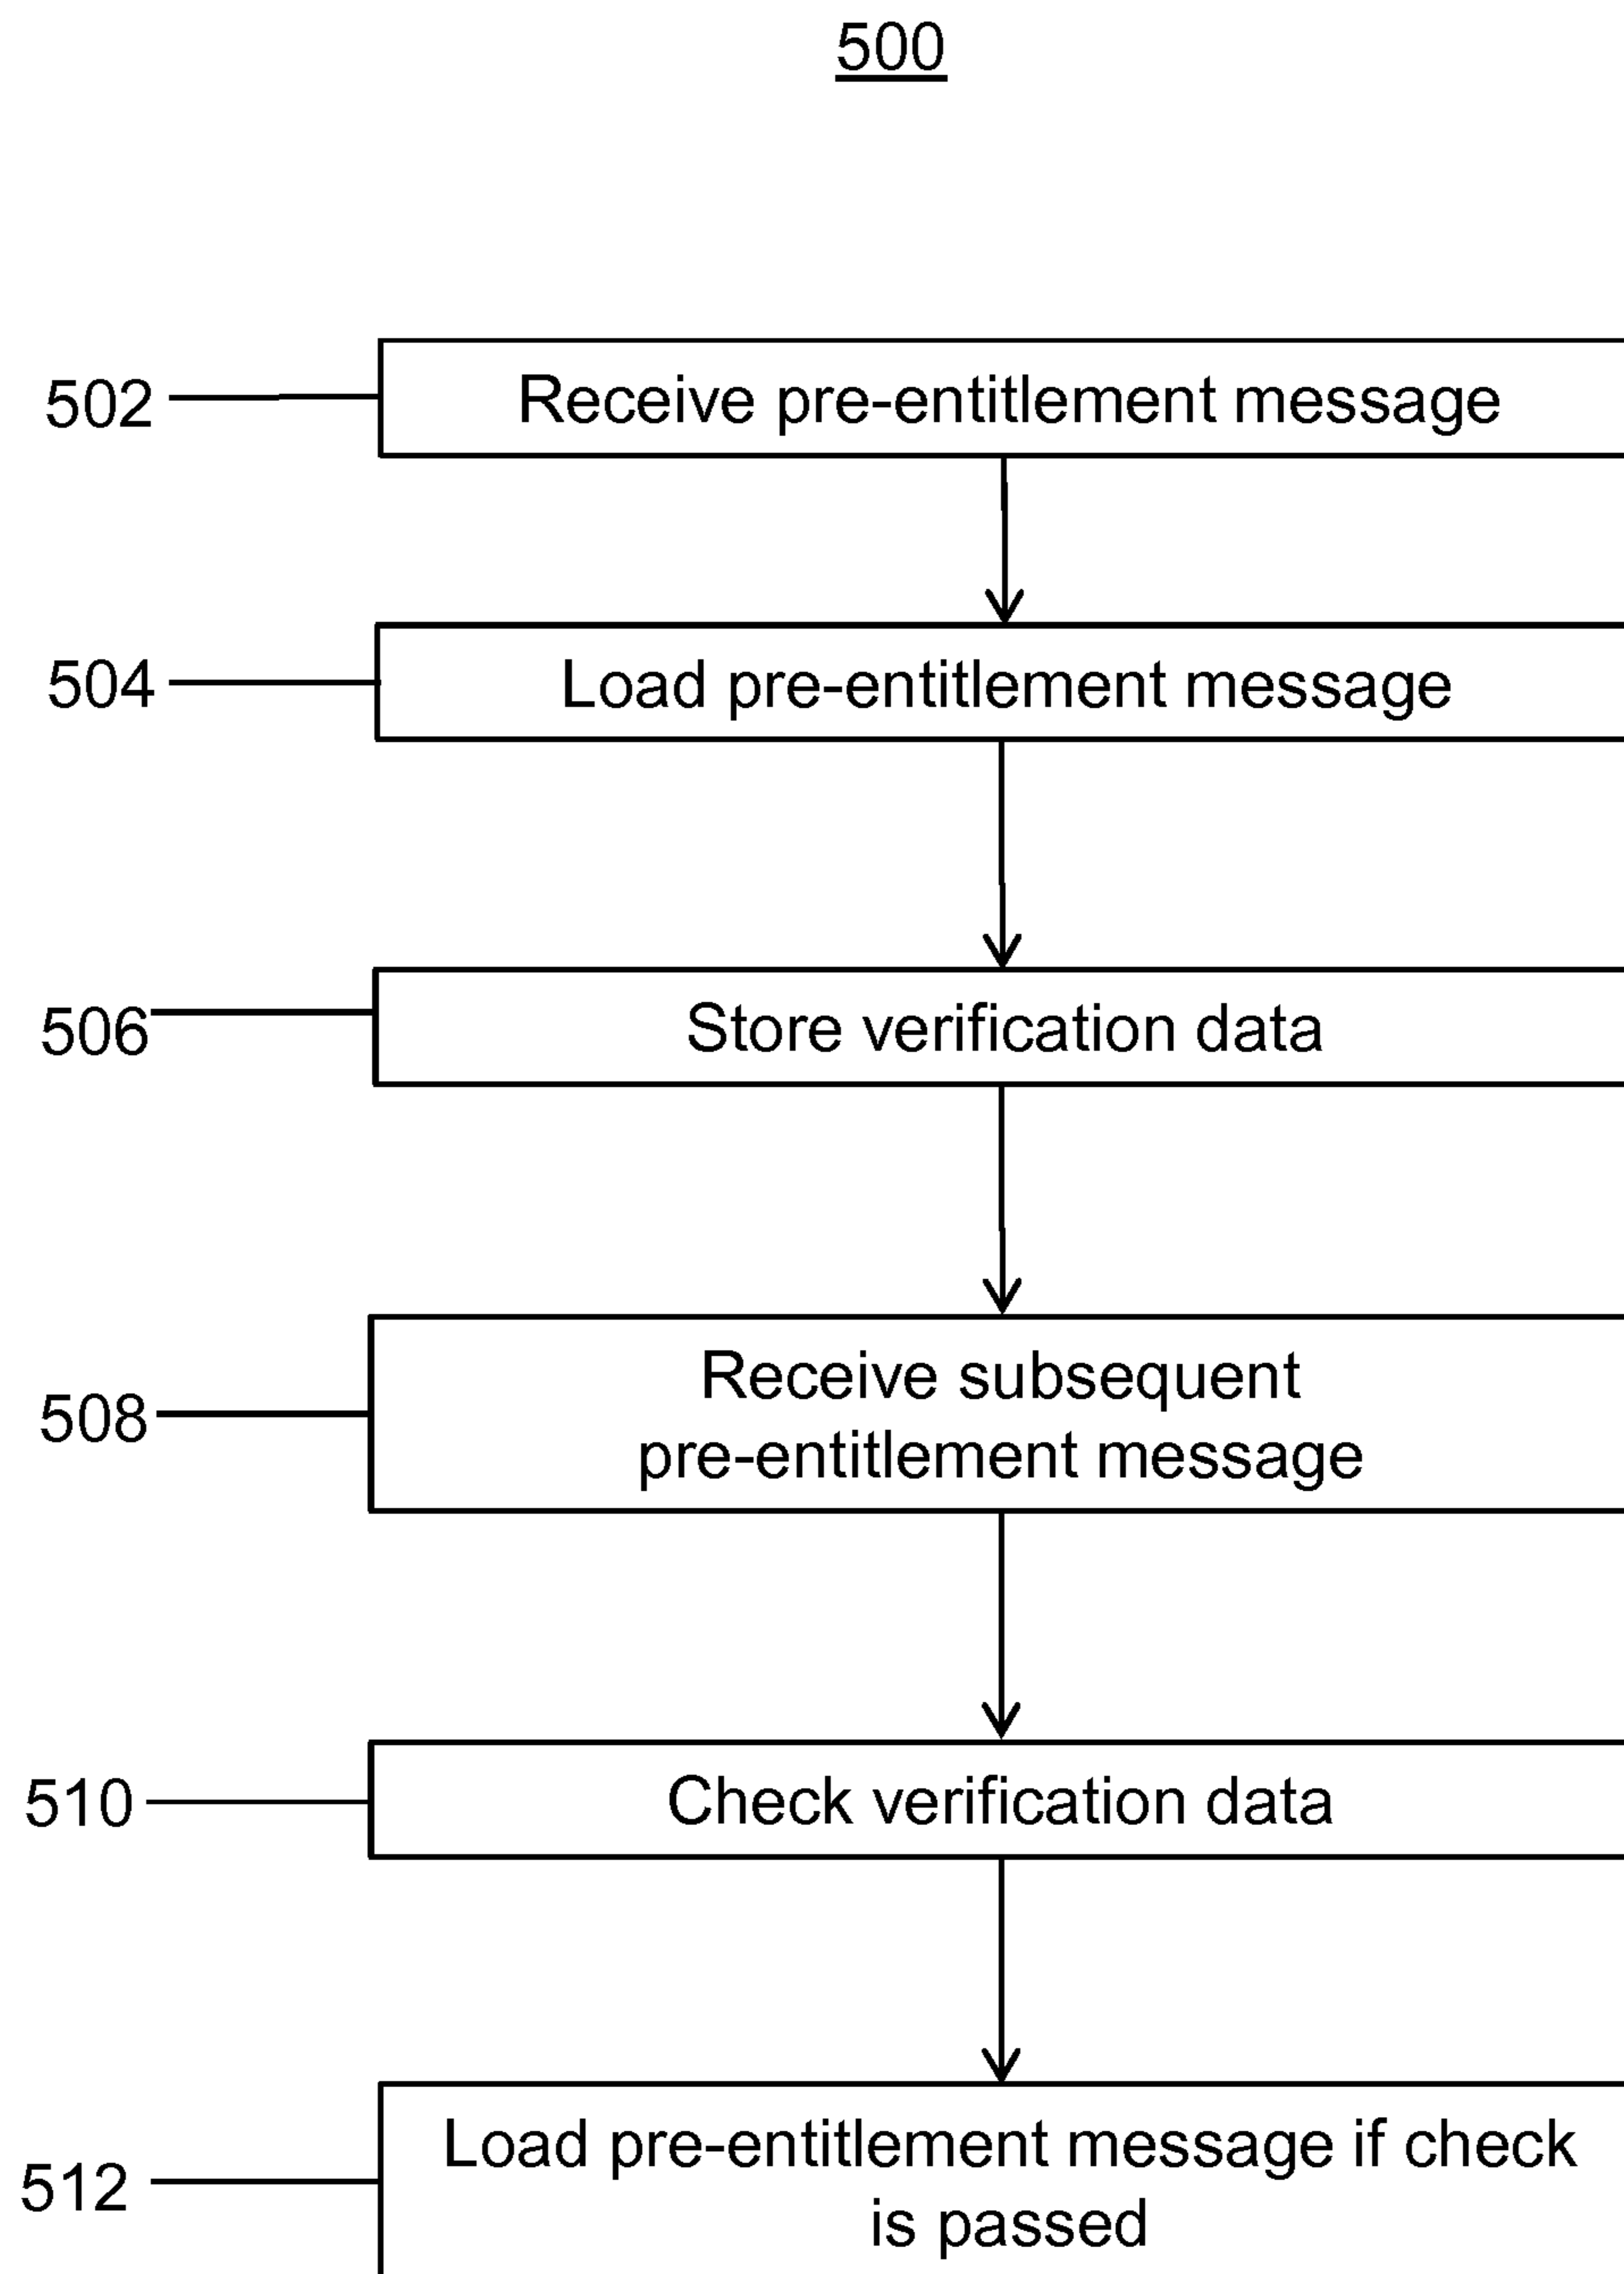 500
502 Receive pre-entitlement message
504 Load pre-entitlement message
506 Store verification data
508 Receive subsequent
pre-entitlement message
510 Check verification data
512 Load pre-entitlement message if check
is passed